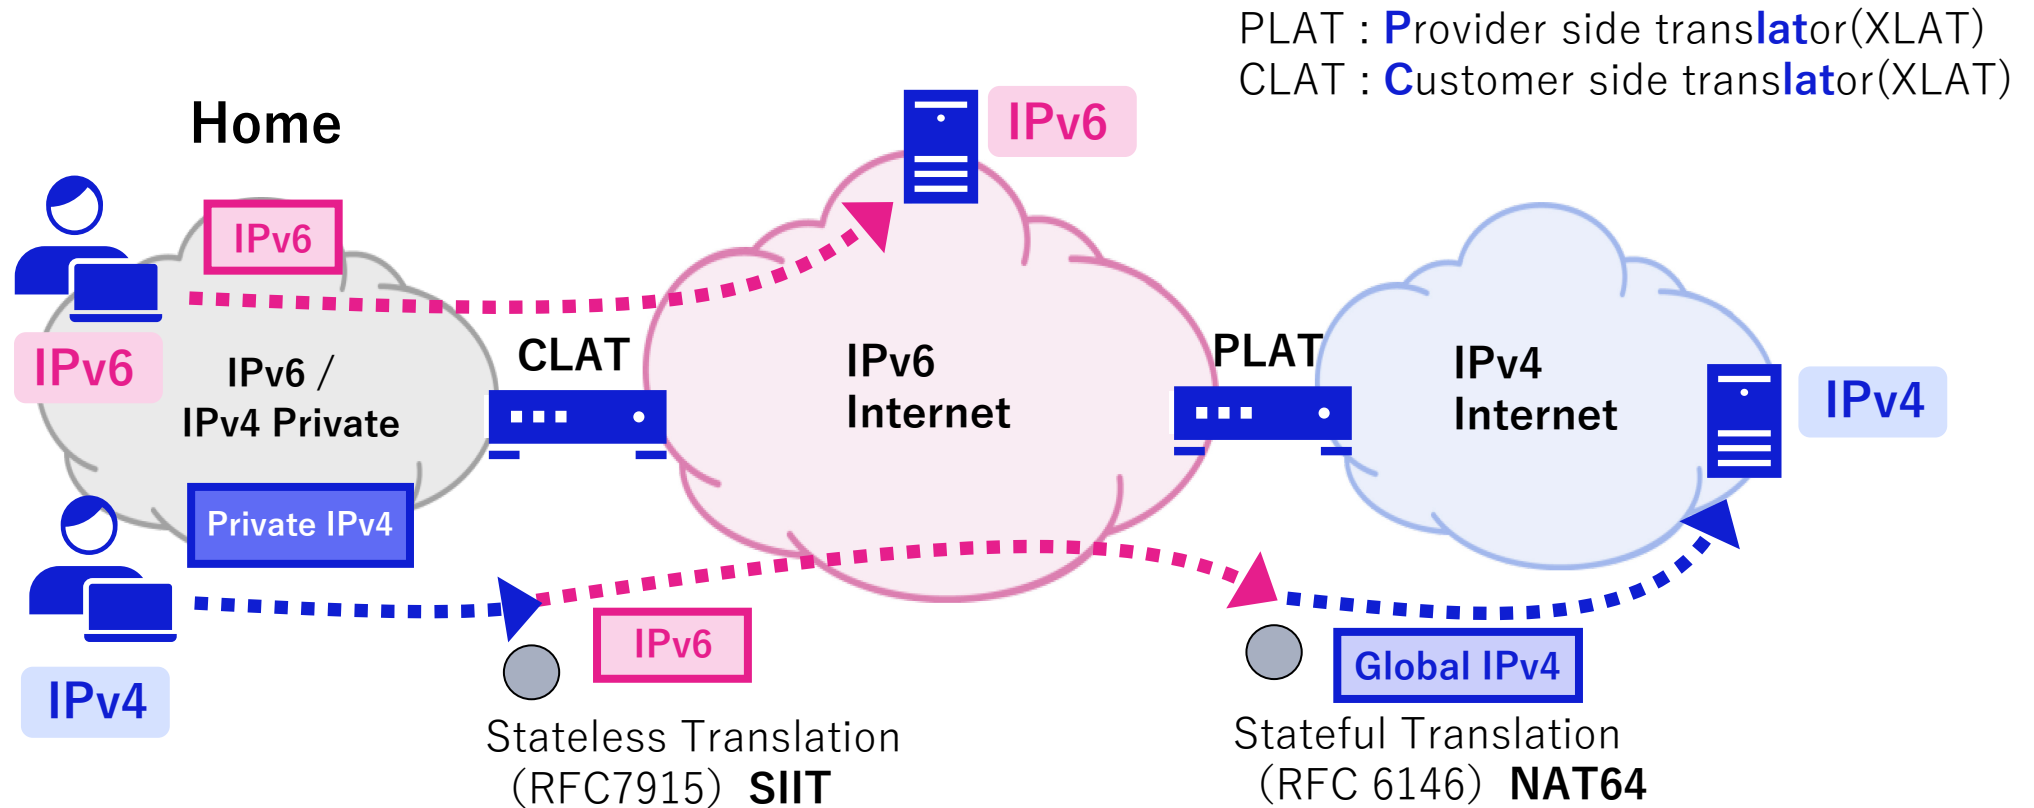 PLAT : Provider side translator(XLAT)
CLAT : Customer side translator(XLAT)
Home
IPv6
IPv6
IPv6
IPv6 /
IPv4 Private
CLAT
IPv6
Internet
PLAT
IPv4
Internet
IPv4
Private IPv4
IPv4
IPv6
Global IPv4
Stateless Translation
(RFC7915) SIIT
Stateful Translation
(RFC 6146) NAT64